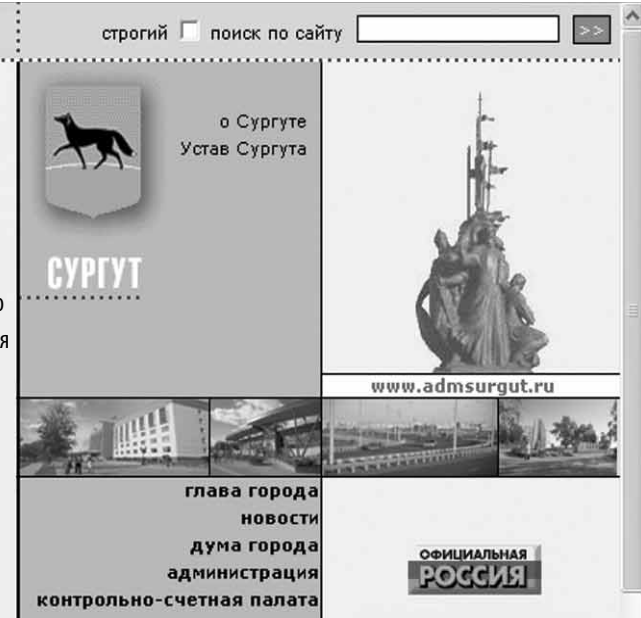 строгий поиск по сайту >>
о Сургуте
Устав Сургута
СУРГУТ
www.admsurgut.ru
глава города
новости
дума города
администрация
контрольно-счетная палата
ОФИЦИАЛЬНАЯ
РОССИЯ